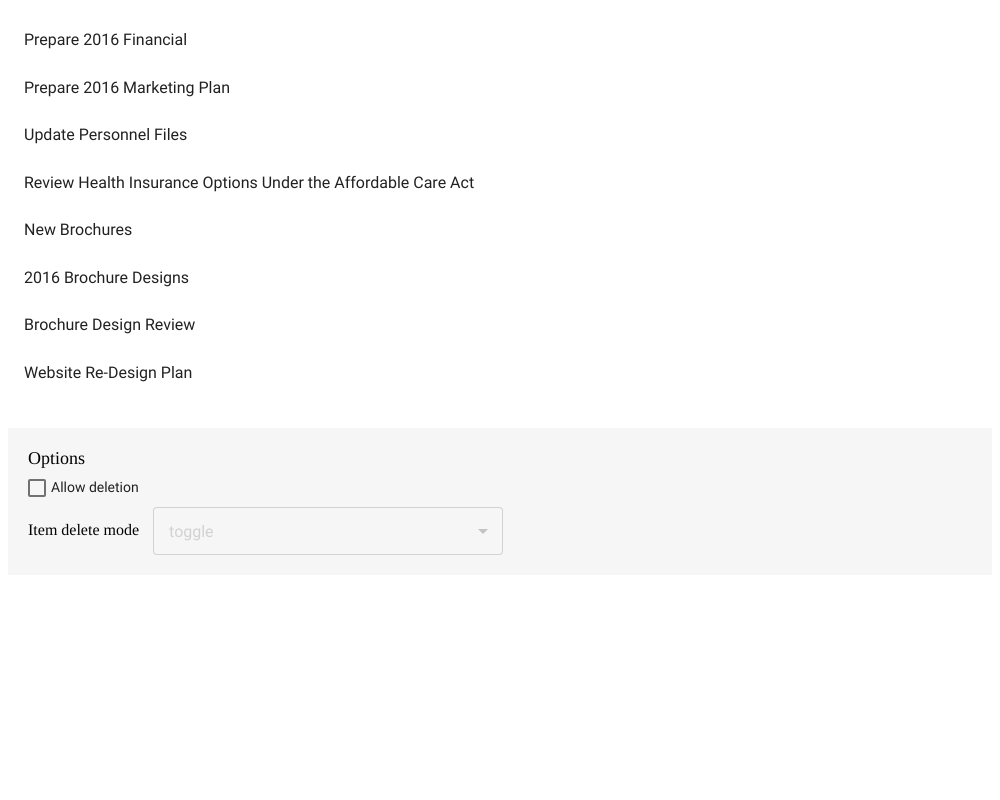 Prepare 2016 Financial
Prepare 2016 Marketing Plan
Update Personnel Files
Review Health Insurance Options Under the Affordable Care Act
New Brochures
2016 Brochure Designs
Brochure Design Review
Website Re-Design Plan
Options
Allow deletion
Item delete mode toggle